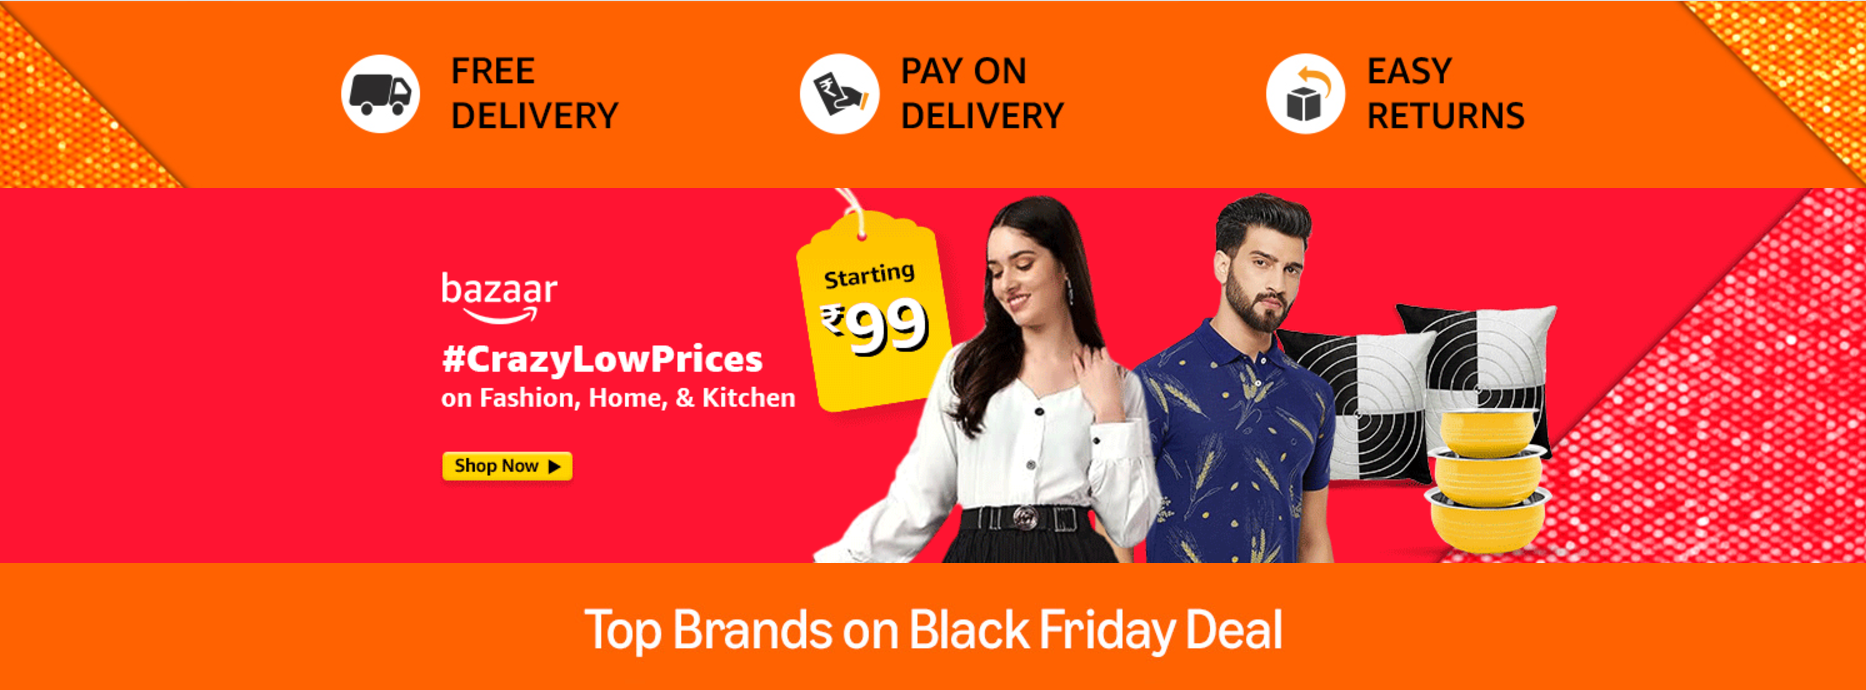 FREE
DELIVERY
PAY ON
DELIVERY
EASY
RETURNS
bazaar
#CrazyLowPrices
on Fashion, Home, & Kitchen
Shop Now
Starting
₹99
Top Brands on Black Friday Deal